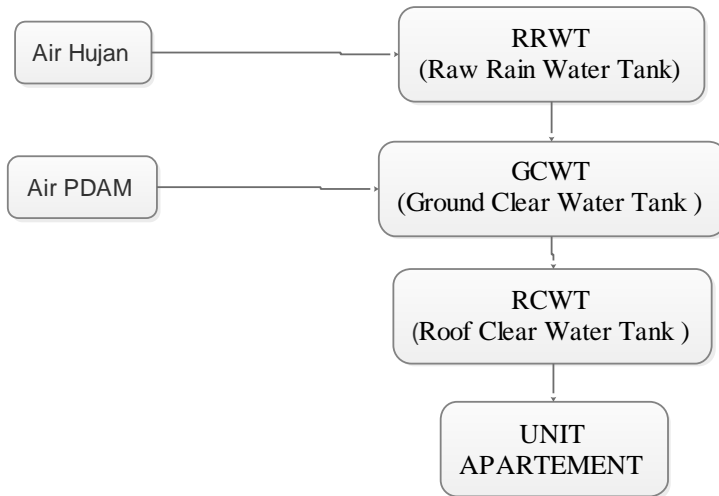 Air Hujan
RRWT
(Raw Rain Water Tank)
Air PDAM
GCWT
(Ground Clear Water Tank )
RCWT
(Roof Clear Water Tank )
UNIT
APARTEMENT